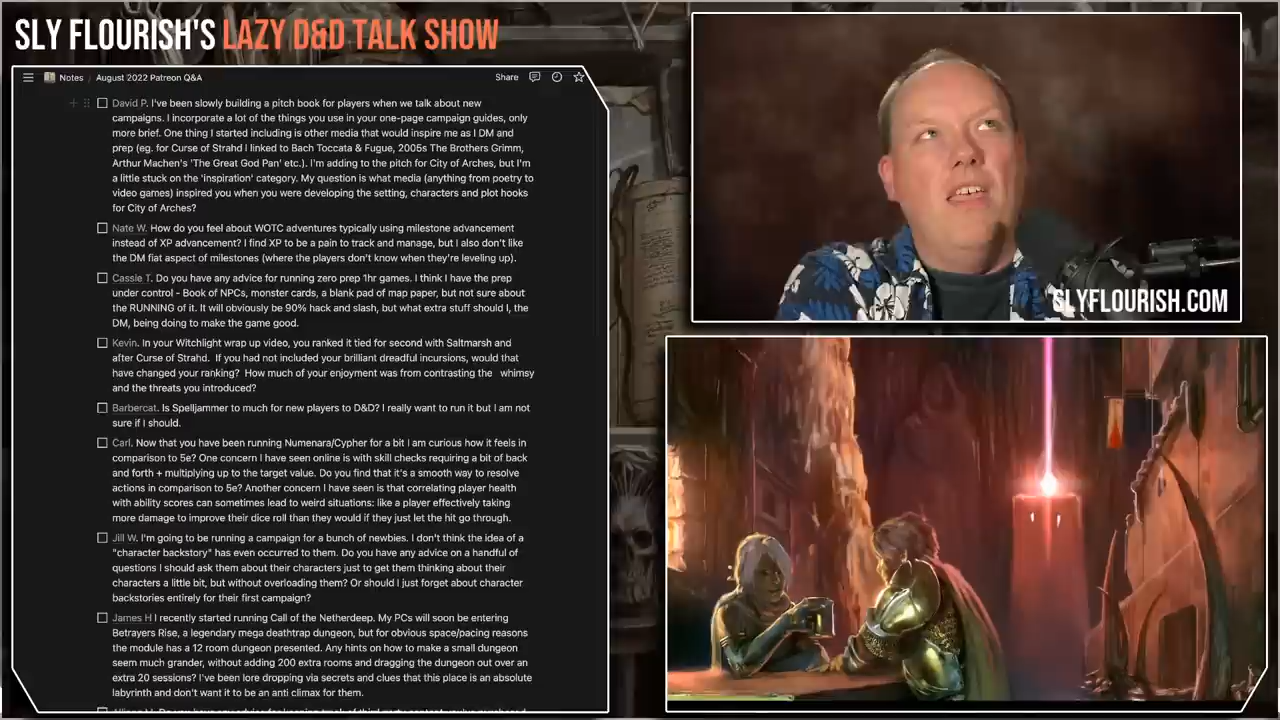 SLY FLOURISH'S LAZY D&D TALK SHOW
Notes / August 2022 Patreon Q&A
Share
David P. I've been slowly building a pitch book for players when we talk about new
campaigns. I incorporate a lot of the things you use in your one-page campaign guides, only
more brief. One thing I started including is other media that would inspire me as I DM and
prep (eg. for Curse of Strahd I linked to Bach Toccata & Fugue, 2005s The Brothers Grimm,
Arthur Machen's 'The Great God Pan' etc.). I'm adding to the pitch for City of Arches, but I'm
a little stuck on the 'inspiration' category. My question is what media (anything from poetry to
video games) inspired you when you were developing the setting, characters and plot hooks
for City of Arches?
Nate W. How do you feel about WOTC adventures typically using milestone advancement
instead of XP advancement? I find XP to be a pain to track and manage, but I also don't like
the DM fiat aspect of milestones (where the players don't know when they're leveling up).
Cassie T. Do you have any advice for running zero prep 1hr games. I think I have the prep
under control - Book of NPCs, monster cards, a blank pad of map paper, but not sure about
the RUNNING of it. It will obviously be 90% hack and slash, but what extra stuff should I, the
DM, being doing to make the game good.
Kevin. In your Witchlight wrap up video, you ranked it tied for second with Saltmarsh and
after Curse of Strahd. If you had not included your brilliant dreadful incursions, would that
have changed your ranking? How much of your enjoyment was from contrasting the whimsy
and the threats you introduced?
Barbercat. Is Spelljammer to much for new players to D&D? I really want to run it but I am not
sure if I should.
Carl. Now that you have been running Numenara/Cypher for a bit I am curious how it feels in
comparison to 5e? One concern I have seen online is with skill checks requiring a bit of back
and forth + multiplying up to the target value. Do you find that it's a smooth way to resolve
actions in comparison to 5e? Another concern I have seen is that correlating player health
with ability scores can sometimes lead to weird situations: like a player effectively taking
more damage to improve their dice roll than they would if they just let the hit go through.
Jill W. I'm going to be running a campaign for a bunch of newbies. I don't think the idea of a
"character backstory" has even occurred to them. Do you have any advice on a handful of
questions I should ask them about their characters just to get them thinking about their
characters a little bit, but without overloading them? Or should I just forget about character
backstories entirely for their first campaign?
James H I recently started running Call of the Netherdeep. My PCs will soon be entering
Betrayers Rise, a legendary mega deathtrap dungeon, but for obvious space/pacing reasons
the module has a 12 room dungeon presented. Any hints on how to make a small dungeon
seem much grander, without adding 200 extra rooms and dragging the dungeon out over an
extra 20 sessions? I've been lore dropping via secrets and clues that this place is an absolute
labyrinth and don't want it to be an anti climax for them.
SLYFLOURISH.COM